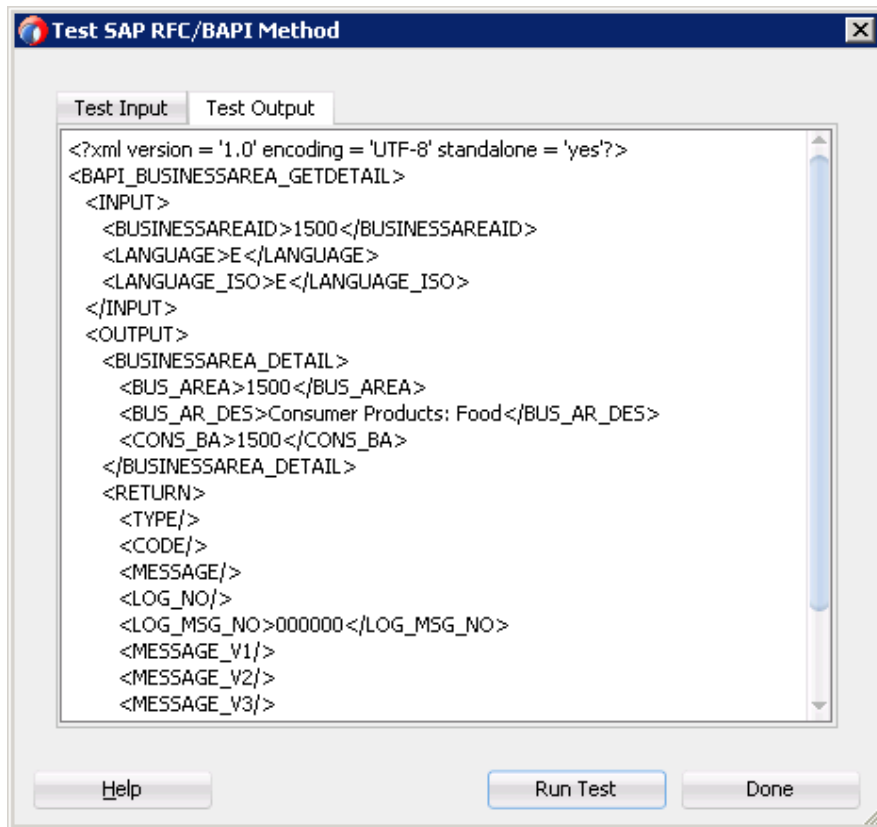 Test SAP RFC/BAPI Method
Test Input Test Output
<?xml version = '1.0' encoding = 'UTF-8' standalone = 'yes'?>
<BAPI_BUSINESSAREA_GETDETAIL>
<INPUT>
<BUSINESSAREAID>1500</BUSINESSAREAID>
<LANGUAGE>E</LANGUAGE>
<LANGUAGE_ISO>E</LANGUAGE_ISO>
</INPUT>
<OUTPUT>
<BUSINESSAREA_DETAIL>
<BUS_AREA>1500</BUS_AREA>
<BUS_AR_DES>Consumer Products: Food</BUS_AR_DES>
<CONS_BA>1500</CONS_BA>
</BUSINESSAREA_DETAIL>
<RETURN>
<TYPE/>
<CODE/>
<MESSAGE/>
<LOG_NO/>
<LOG_MSG_NO>000000</LOG_MSG_NO>
<MESSAGE_V1/>
<MESSAGE_V2/>
<MESSAGE_V3/>
Help Run Test Done